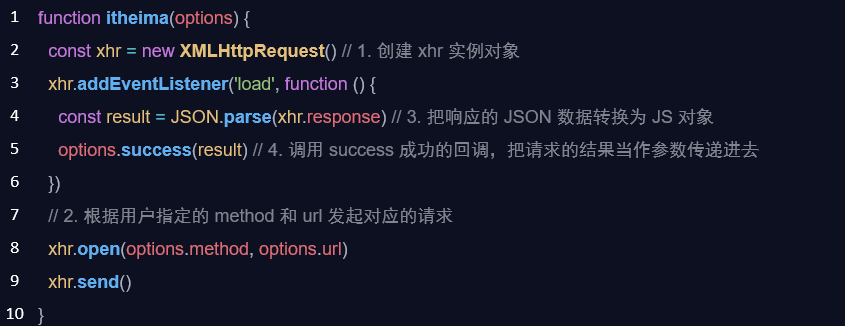 1 function itheima(options) {
2 const xhr = new XMLHttpRequest() // 1. 创建 xhr 实例对象
3 xhr.addEventListener('load', function () {
4 const result = JSON.parse(xhr.response) // 3. 把响应的 JSON 数据转换为 JS 对象
5 options.success(result) // 4. 调用 success 成功的回调，把请求的结果当作参数传递进去
6 })
7 // 2. 根据用户指定的 method 和 url 发起对应的请求
8 xhr.open(options.method, options.url)
9 xhr.send()
10 }